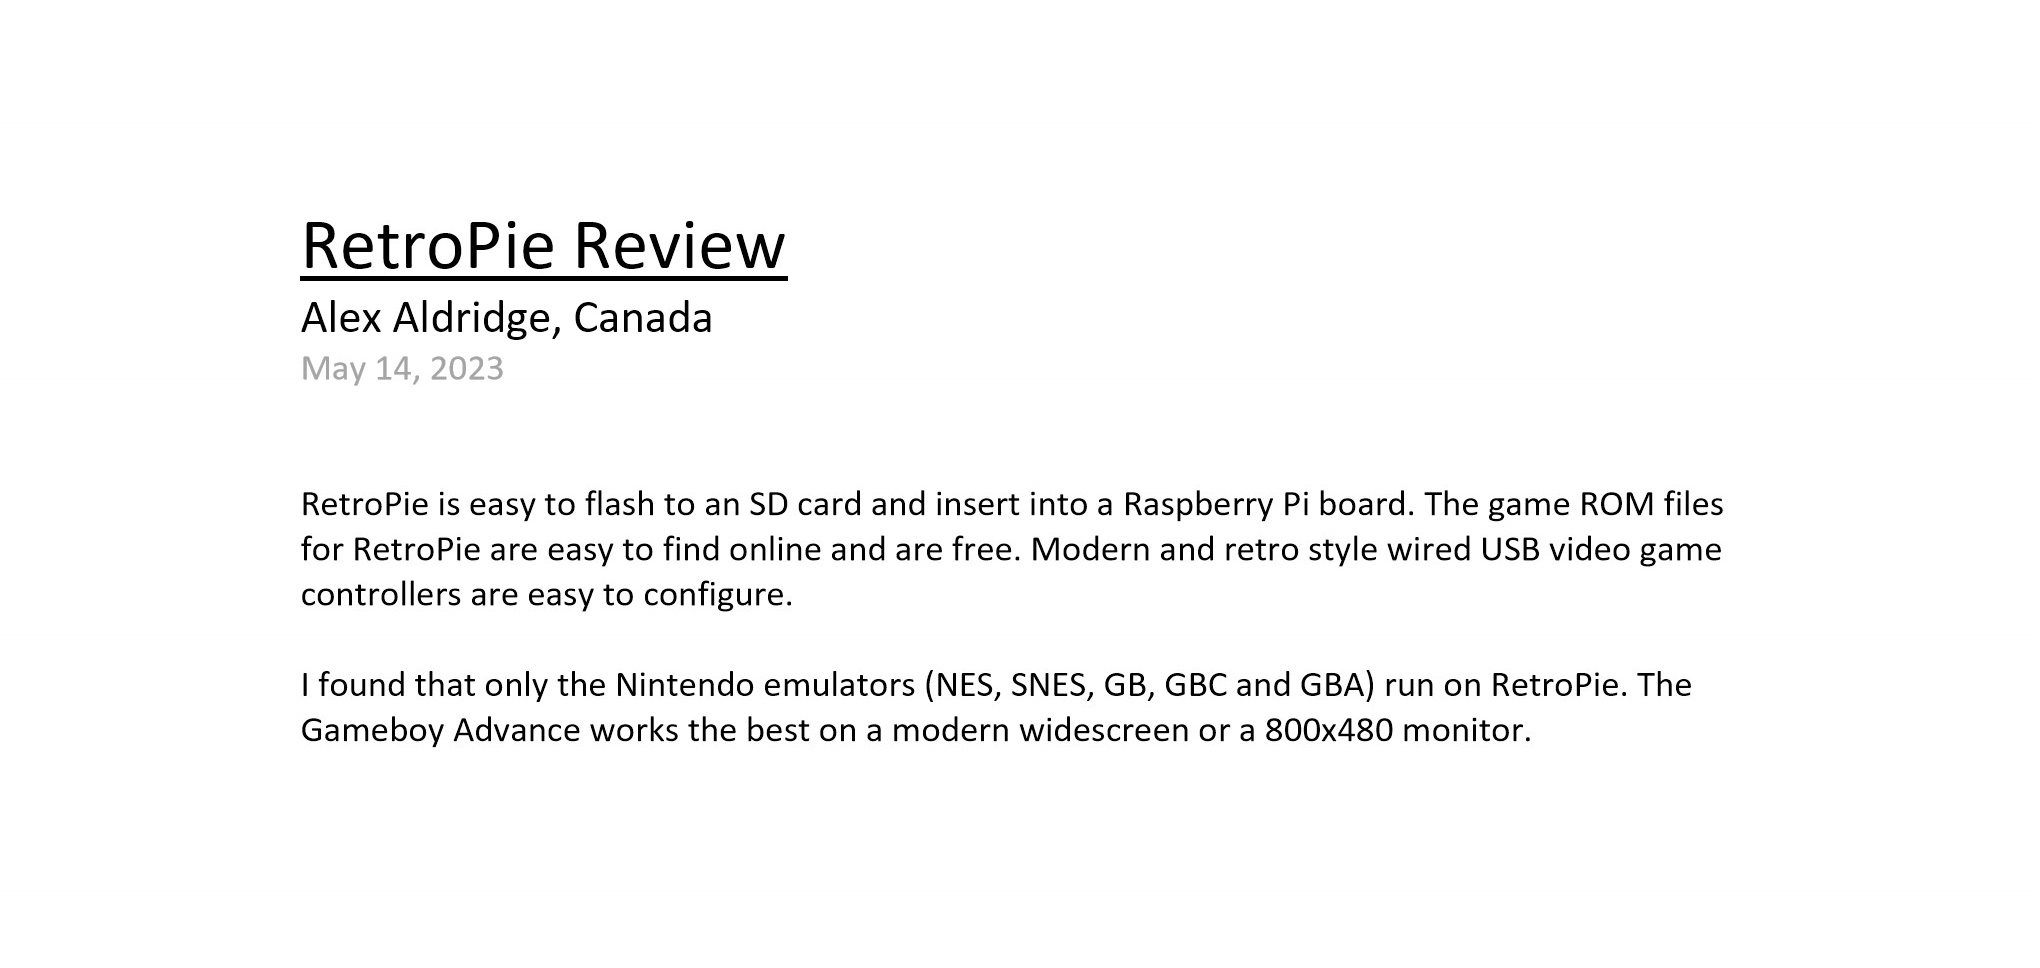 RetroPie Review
Alex Aldridge, Canada
May 14, 2023
RetroPie is easy to flash to an SD card and insert into a Raspberry Pi board. The game ROM files
for RetroPie are easy to find online and are free. Modern and retro style wired USB video game
controllers are easy to configure.
I found that only the Nintendo emulators (NES, SNES, GB, GBC and GBA) run on RetroPie. The
Gameboy Advance works the best on a modern widescreen or a 800x480 monitor.